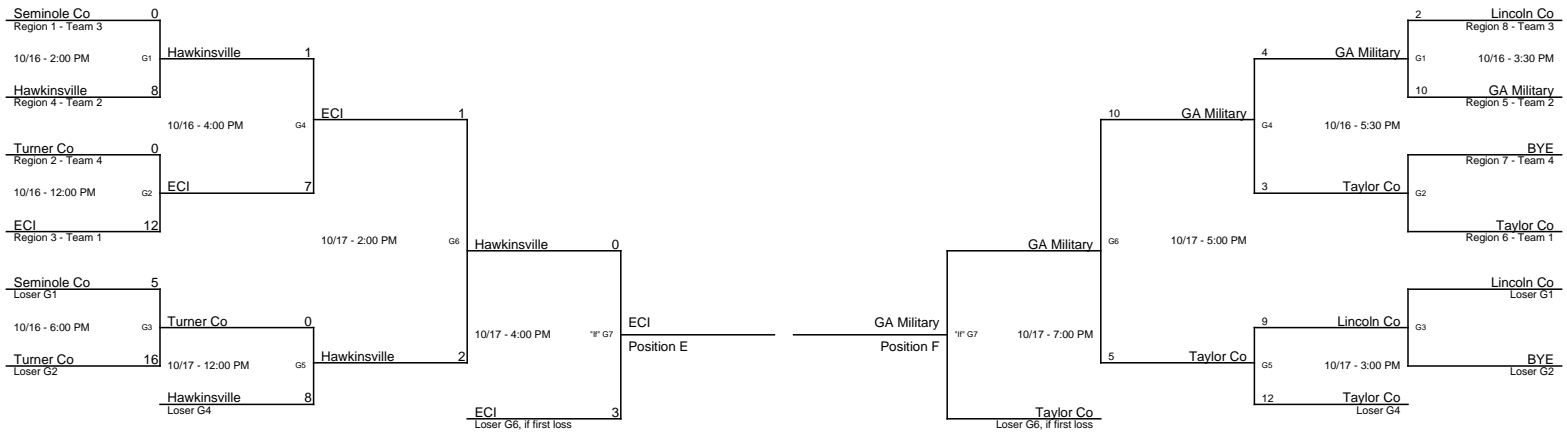 Seminole Co 0
Region 1 - Team 3
10/16 - 2:00 PM G1
Hawkinsville 1
Hawkinsville 8
Region 4 - Team 2
10/16 - 4:00 PM G4
ECI 1
Turner Co 0
Region 2 - Team 4
10/16 - 12:00 PM G2
ECI 7
ECI 12
Region 3 - Team 1
10/17 - 2:00 PM G6
Hawkinsville 0
Seminole Co 5
Loser G1
10/16 - 6:00 PM G3
Turner Co 0
Turner Co 16
Loser G2
10/17 - 12:00 PM G5
Hawkinsville 2
Hawkinsville 8
Loser G4
10/17 - 4:00 PM "If" G7
ECI
Position E
ECI 3
Loser G6, if first loss
2 Lincoln Co
Region 8 - Team 3
4 GA Military
G1 10/16 - 3:30 PM
10 GA Military
Region 5 - Team 2
10 GA Military
G4 10/16 - 5:30 PM
BYE
Region 7 - Team 4
3 Taylor Co
G2
Taylor Co
Region 6 - Team 1
GA Military
G6 10/17 - 5:00 PM
Lincoln Co
Loser G1
9 Lincoln Co
G3
BYE
Loser G2
5 Taylor Co
G5 10/17 - 3:00 PM
12 Taylor Co
Loser G4
GA Military
Position F
"If" G7 10/17 - 7:00 PM
Taylor Co
Loser G6, if first loss